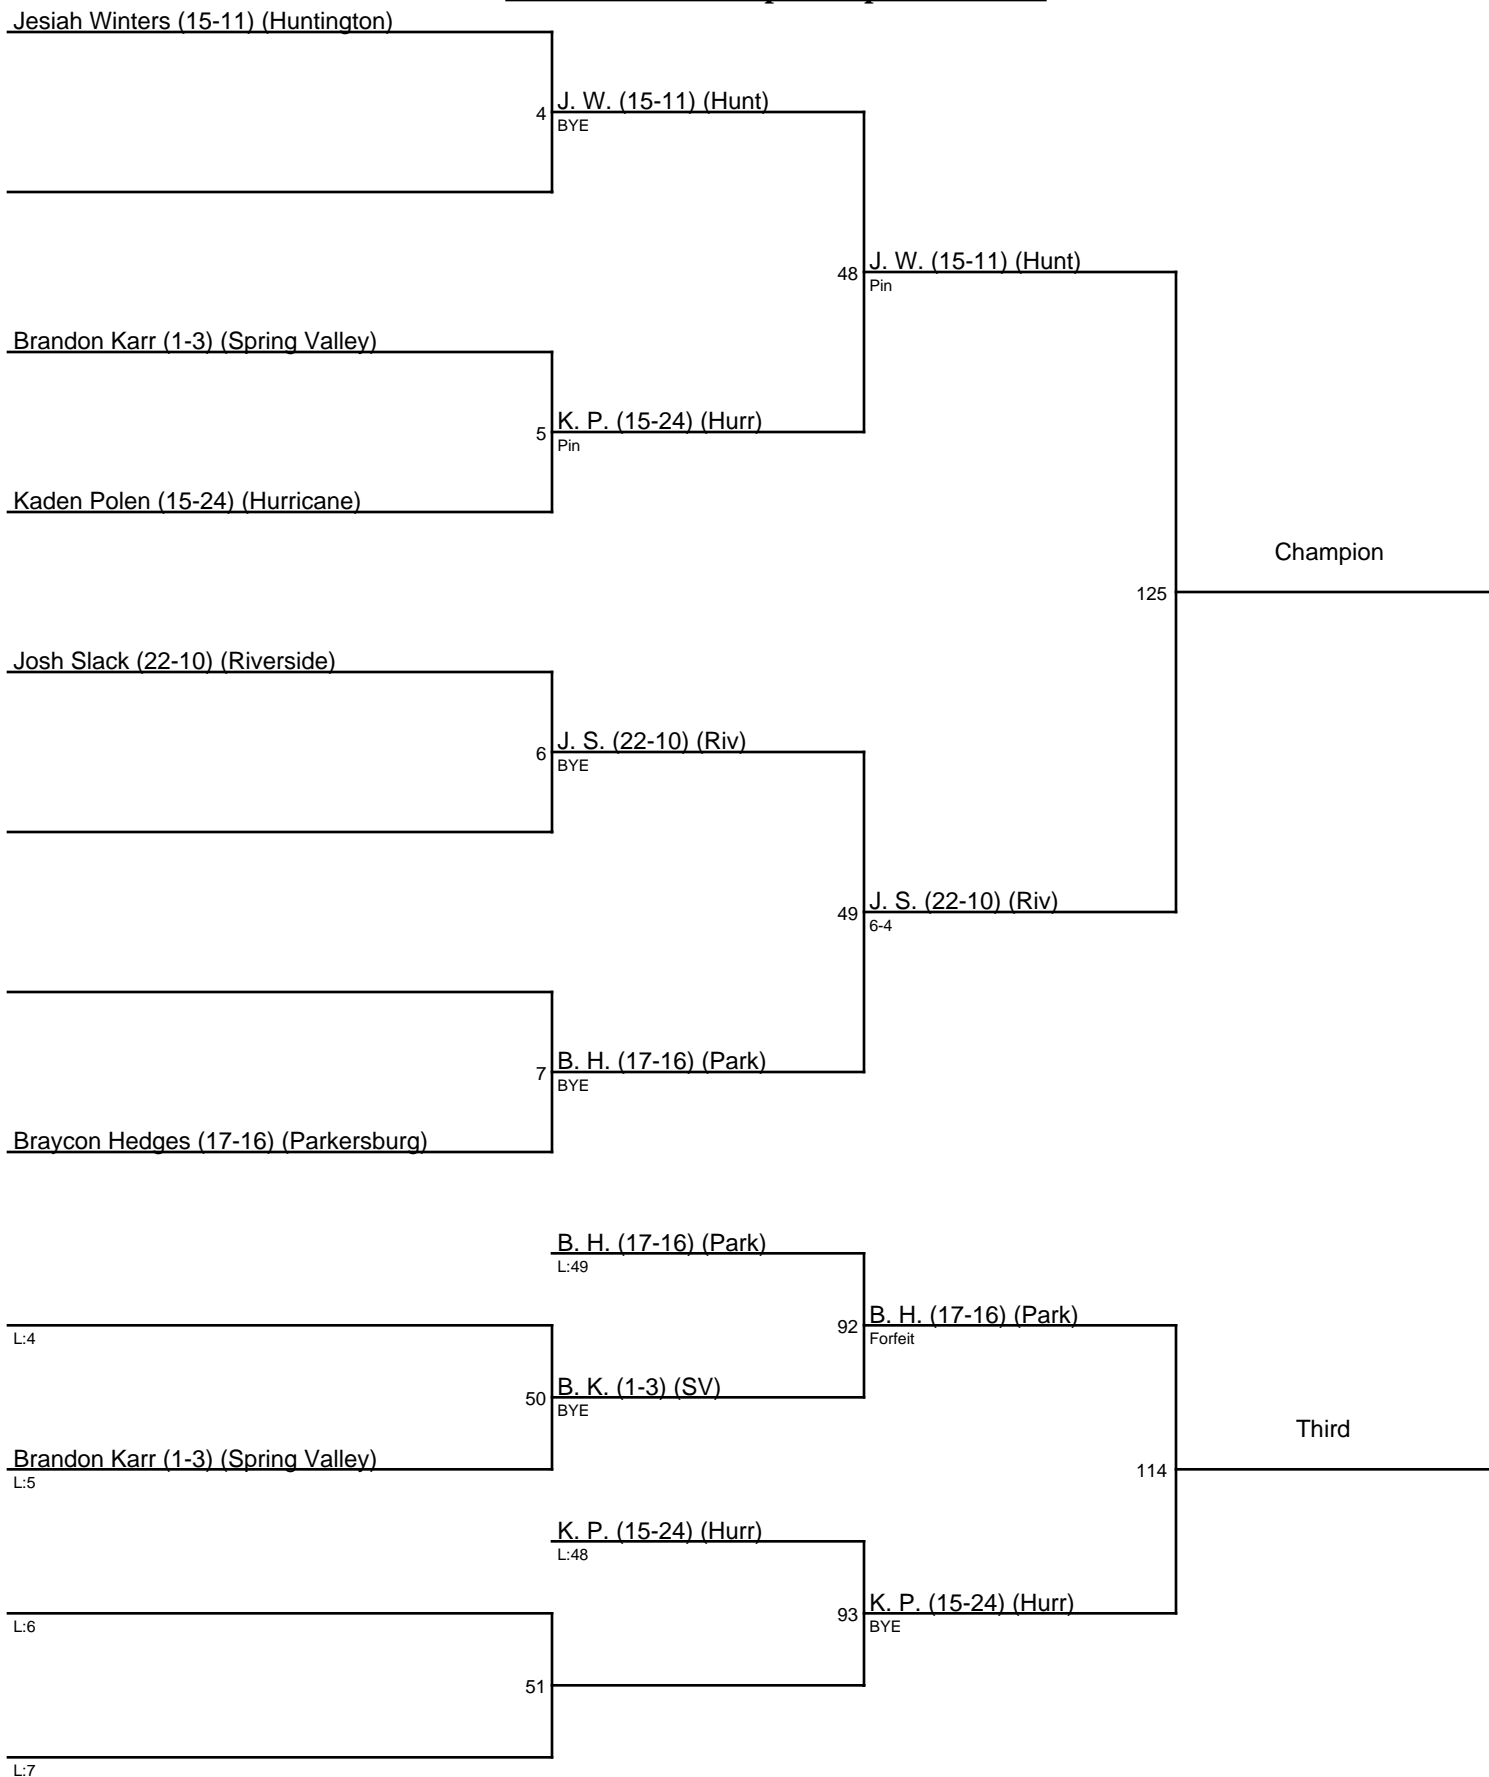 Jesiah Winters (15-11) (Huntington)
4
J. W. (15-11) (Hunt)
BYE
48
J. W. (15-11) (Hunt)
Pin
Brandon Karr (1-3) (Spring Valley)
5
K. P. (15-24) (Hurr)
Pin
Kaden Polen (15-24) (Hurricane)
Champion
125
Josh Slack (22-10) (Riverside)
6
J. S. (22-10) (Riv)
BYE
49
J. S. (22-10) (Riv)
6-4
7
B. H. (17-16) (Park)
BYE
Braycon Hedges (17-16) (Parkersburg)
B. H. (17-16) (Park)
L:49
92
B. H. (17-16) (Park)
Forfeit
L:4
50
B. K. (1-3) (SV)
BYE
Third
Brandon Karr (1-3) (Spring Valley)
L:5
114
K. P. (15-24) (Hurr)
L:48
93
K. P. (15-24) (Hurr)
BYE
L:6
51
L:7